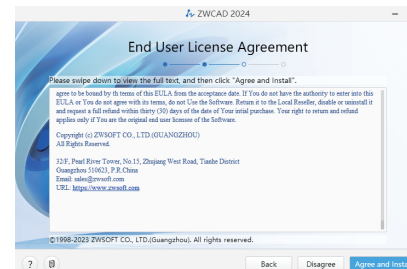 ZWCAD 2024
End User License Agreement
Please swipe down to view the full text, and then click "Agree and Install".
agree to be bound by th terms of this EULA from the acceptance date. If You do not have the authority to enter into this
EULA or You do not agree with its terms, do not Use the Software. Return it to the Local Reseller, disable or uninstall it
and request a full refund within thirty (30) days of the date of Your intial purchase. Your right to return and refund
applies only if You are the original end user licensee of the Software.
Copyright (c) ZWSOFT CO., LTD.(GUANGZHOU)
All Rights Reserved.
32/F, Pearl River Tower, No.15, Zhujiang West Road, Tianhe District
Guangzhou 510623, P.R.China
Email: sales@zwsoft.com
URL: https://www.zwsoft.com
©1998-2023 ZWSOFT CO., LTD.(Guangzhou). All rights reserved.
? Back Disagree Agree and Insta